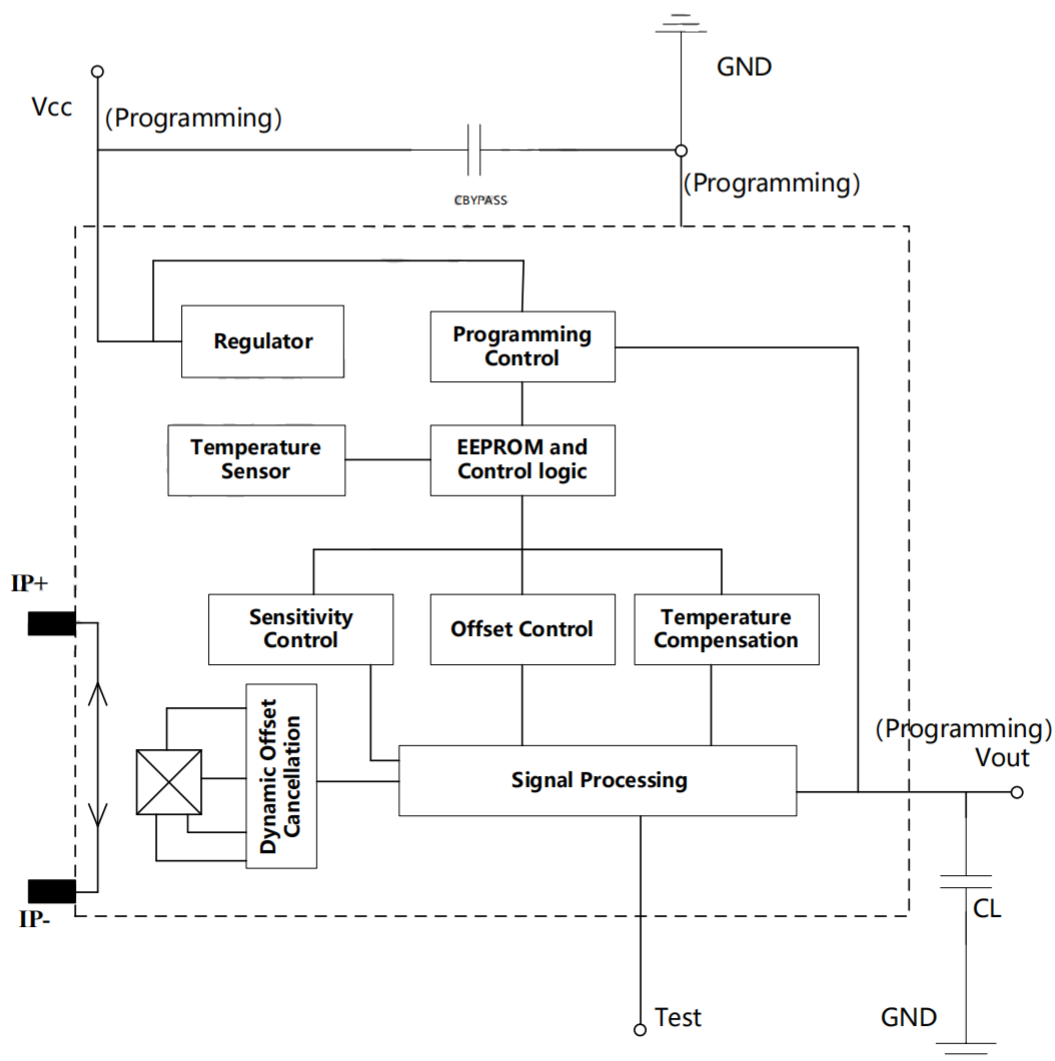 GND
Vcc
(Programming)
CBYPASS
(Programming)
Regulator
Programming
Control
Temperature
Sensor
EEPROM and
Control logic
IP+
Sensitivity
Control
Offset Control
Temperature
Compensation
Dynamic Offset
Cancellation
Signal Processing
(Programming)
Vout
IP-
CL
Test
GND